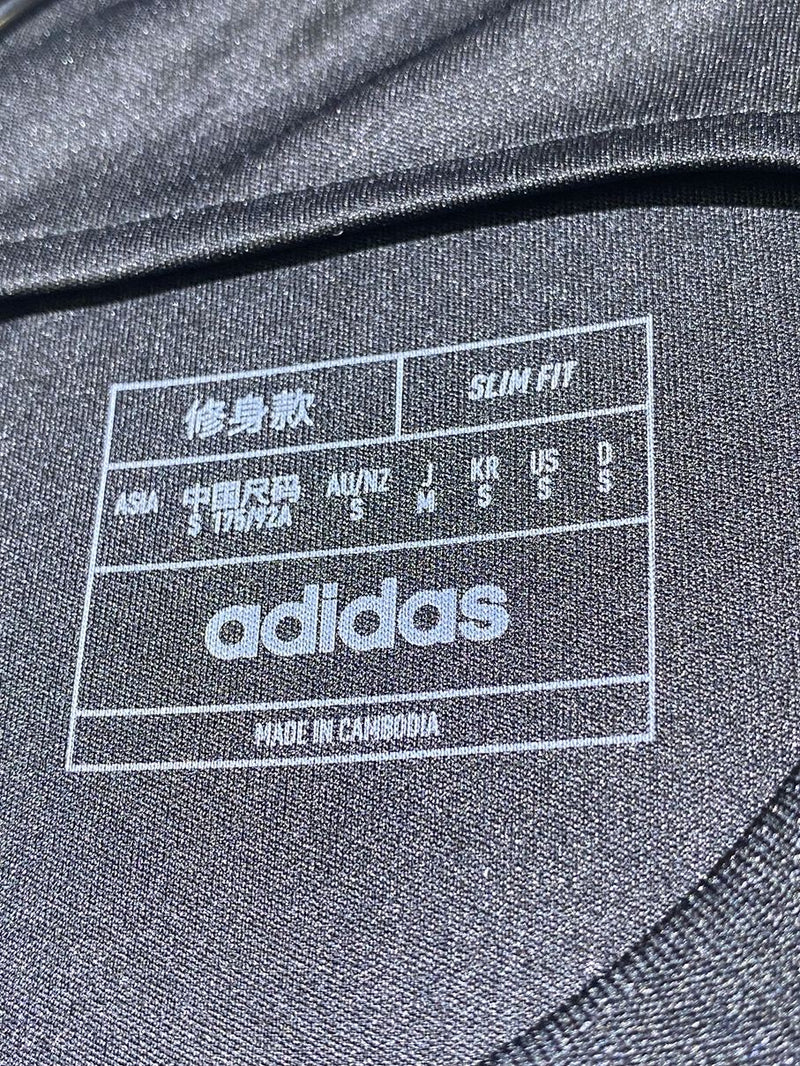 修身款 SLIM FIT
ASIA 中国尺码 AU/NZ J KR US D
S 175/92A S M S S S
adidas
MADE IN CAMBODIA